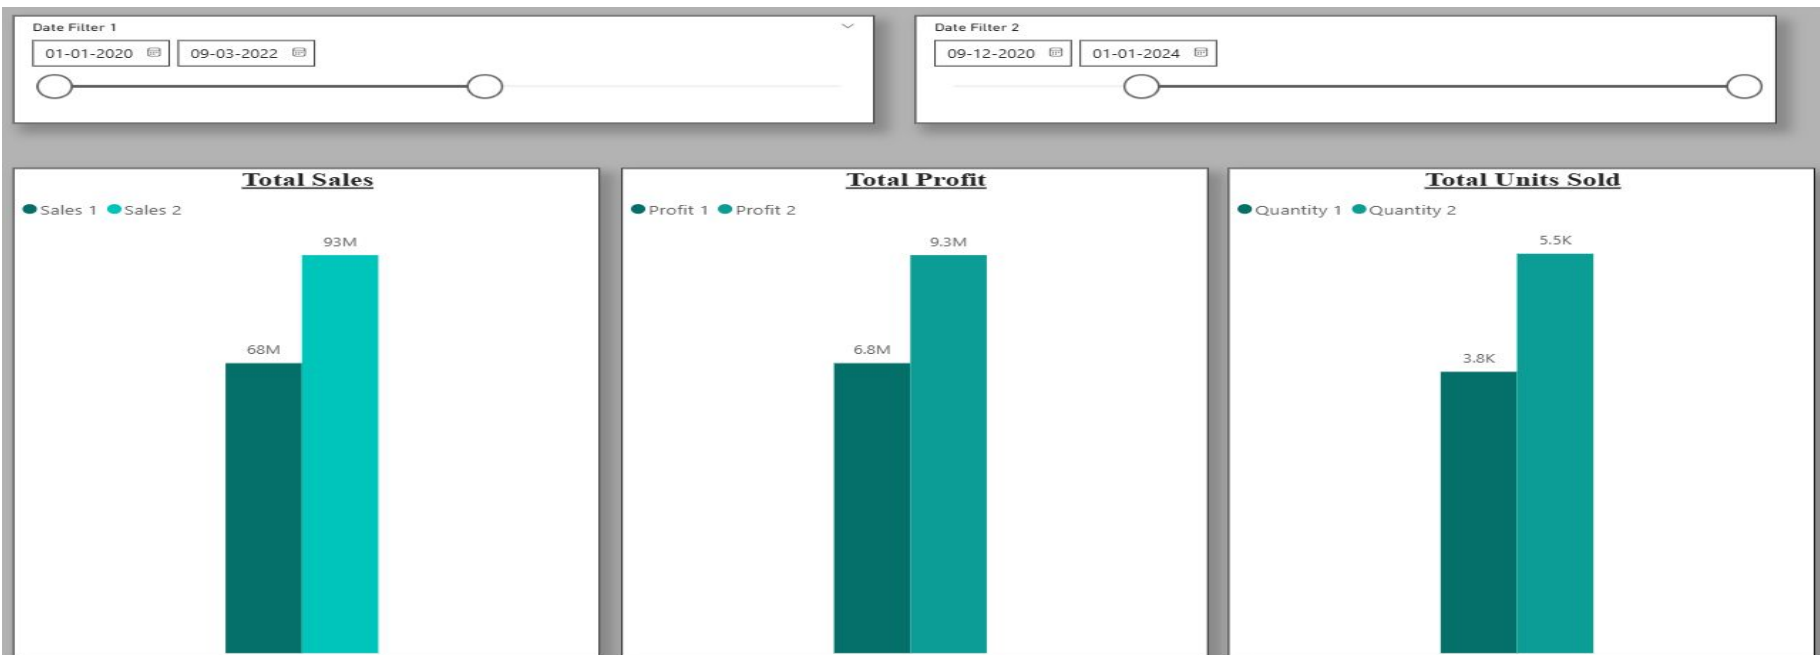 Date Filter 1
01-01-2020 09-03-2022
Date Filter 2
09-12-2020 01-01-2024
Total Sales
Sales 1 Sales 2
93M
68M
Total Profit
Profit 1 Profit 2
9.3M
6.8M
Total Units Sold
Quantity 1 Quantity 2
5.5K
3.8K